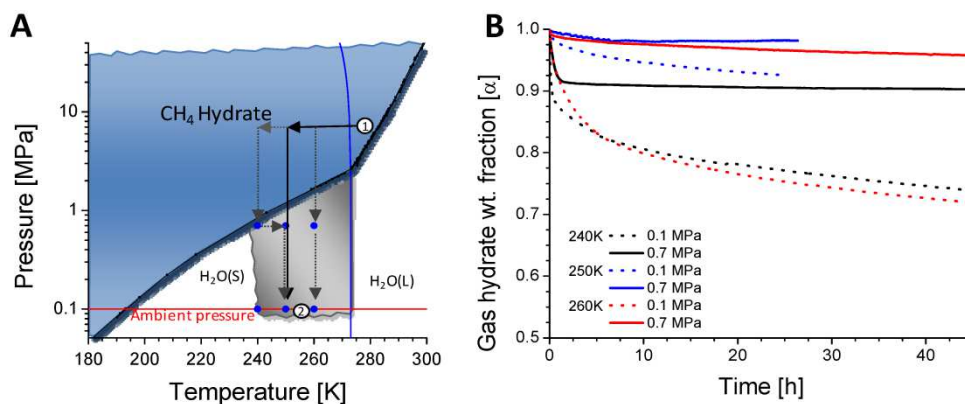 A
Pressure [MPa]
10
1
0.1
CH₄ Hydrate
1
H₂O(S)
H₂O(L)
2
Ambient pressure
180 200 220 240 260 280 300
Temperature [K]
B
Gas hydrate wt. fraction [α]
1.0
0.9
0.8
0.7
0.6
0.5
240K 0.1 MPa
0.7 MPa
250K 0.1 MPa
0.7 MPa
260K 0.1 MPa
0.7 MPa
0 10 20 30 40
Time [h]